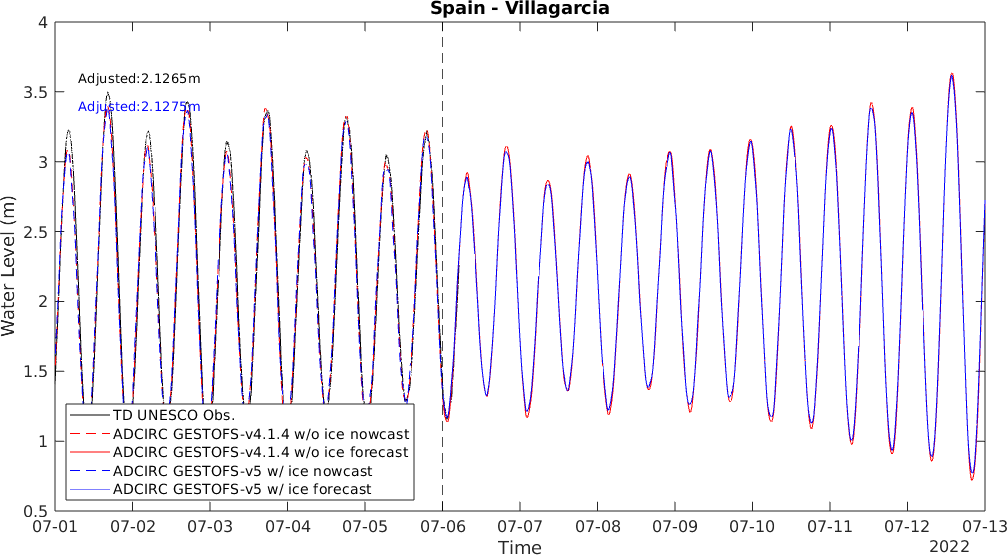 Spain - Villagarcia
Adjusted:2.1265m
Adjusted:2.1275m
Water Level (m)
4
3.5
3
2.5
2
1.5
1
0.5
TD UNESCO Obs.
ADCIRC GESTOFS-v4.1.4 w/o ice nowcast
ADCIRC GESTOFS-v4.1.4 w/o ice forecast
ADCIRC GESTOFS-v5 w/ ice nowcast
ADCIRC GESTOFS-v5 w/ ice forecast
07-01 07-02 07-03 07-04 07-05 07-06 07-07 07-08 07-09 07-10 07-11 07-12 07-13
Time
2022